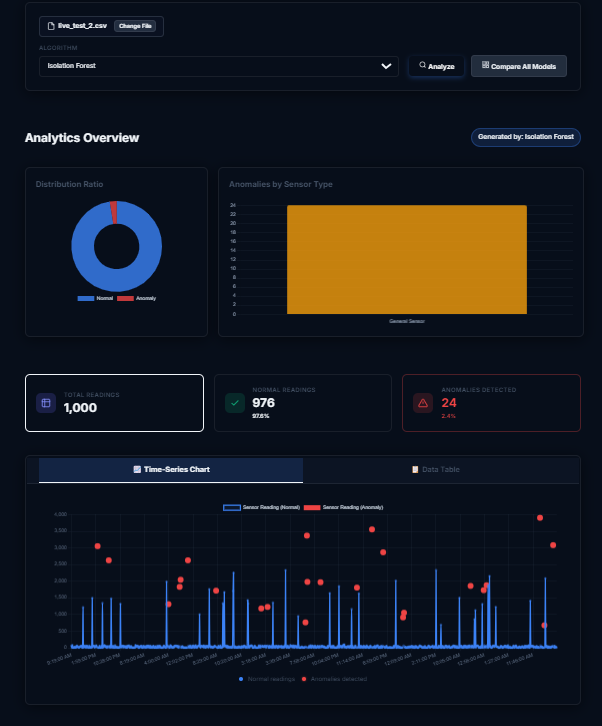 live_test_2.csv Change File
ALGORITHM
Isolation Forest
Analyze
Compare All Models
Analytics Overview
Generated by: Isolation Forest
Distribution Ratio
Normal Anomaly
Anomalies by Sensor Type
24
22
20
18
16
14
12
10
8
6
4
2
0
General Sensor
TOTAL READINGS
1,000
NORMAL READINGS
976
97.6%
ANOMALIES DETECTED
24
2.4%
Time-Series Chart
Data Table
Sensor Reading (Normal) Sensor Reading (Anomaly)
4,000
3,500
3,000
2,500
2,000
1,500
1,000
500
0
Normal readings Anomalies detected